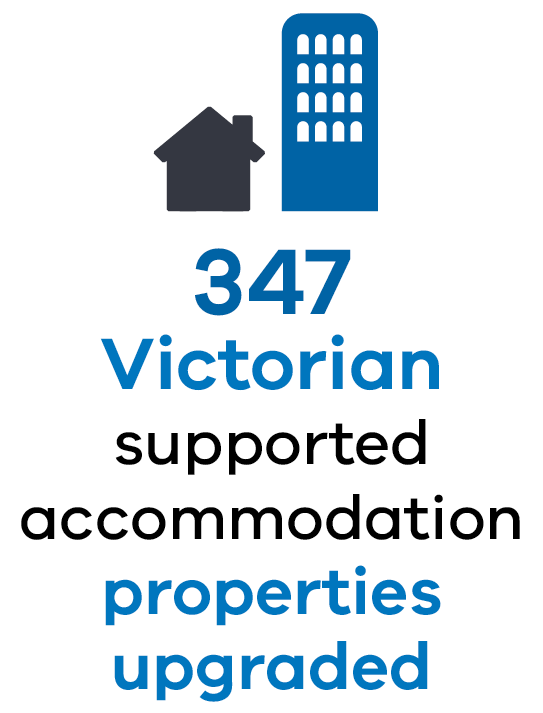 347
Victorian
supported
accommodation
properties
upgraded